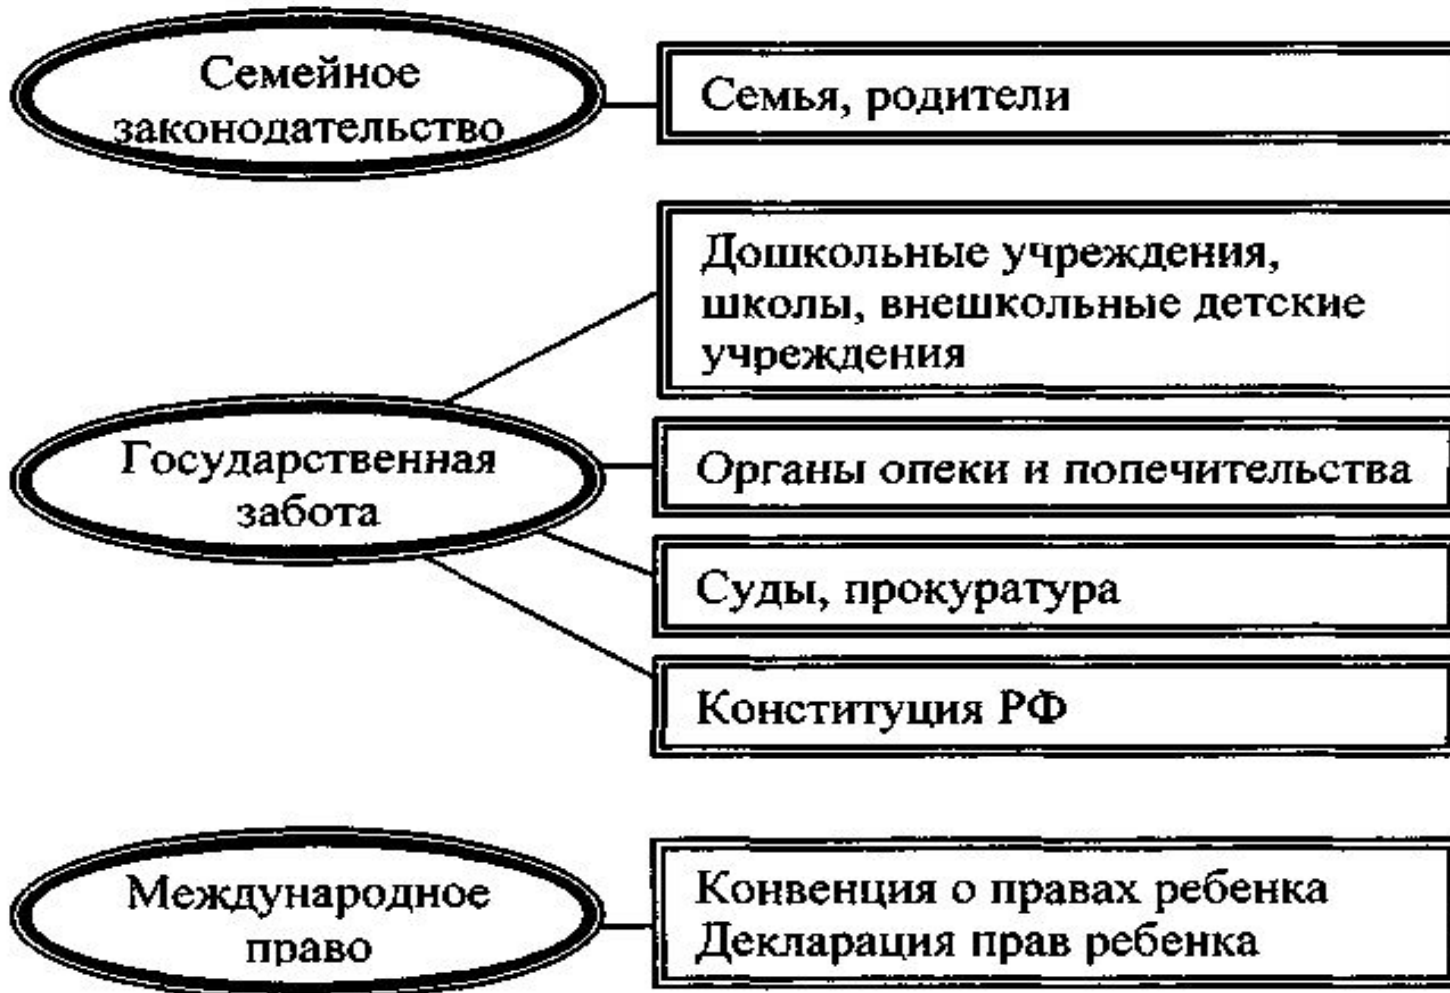 Семейное
законодательство
Семья, родители
Дошкольные учреждения,
школы, внешкольные детские
учреждения
Государственная
забота
Органы опеки и попечительства
Суды, прокуратура
Конституция РФ
Международное
право
Конвенция о правах ребенка
Декларация прав ребенка